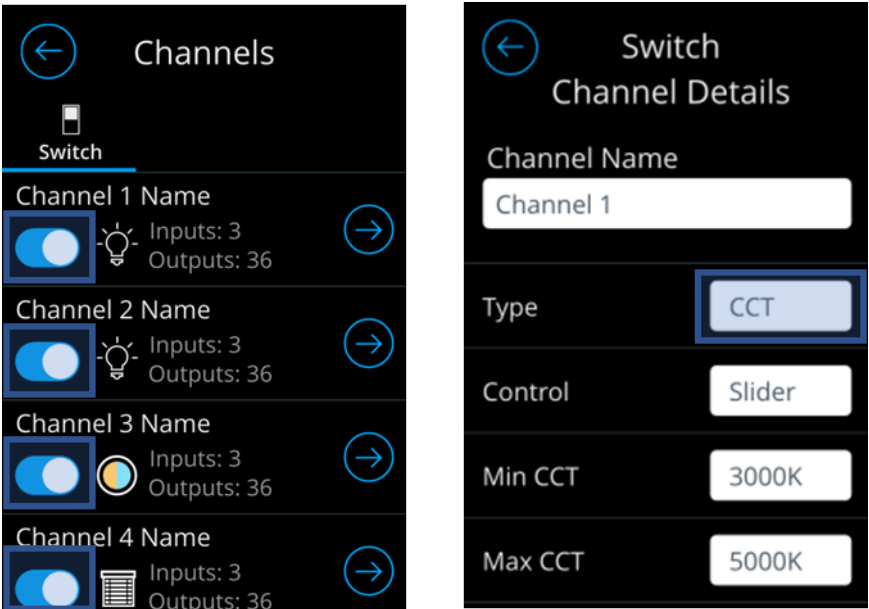 Channels
Switch
Channel 1 Name
Inputs: 3
Outputs: 36
Channel 2 Name
Inputs: 3
Outputs: 36
Channel 3 Name
Inputs: 3
Outputs: 36
Channel 4 Name
Inputs: 3
Outputs: 36
Switch
Channel Details
Channel Name
Channel 1
Type CCT
Control Slider
Min CCT 3000K
Max CCT 5000K